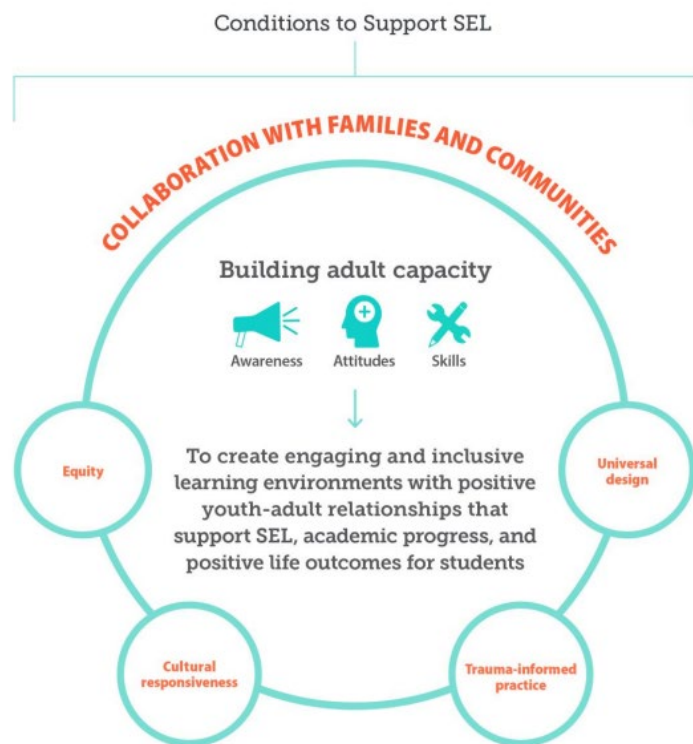 Conditions to Support SEL
COLLABORATION WITH FAMILIES AND COMMUNITIES
Building adult capacity
Awareness
Attitudes
Skills
To create engaging and inclusive
learning environments with positive
youth-adult relationships that
support SEL, academic progress, and
positive life outcomes for students
Equity
Universal
design
Cultural
responsiveness
Trauma-informed
practice